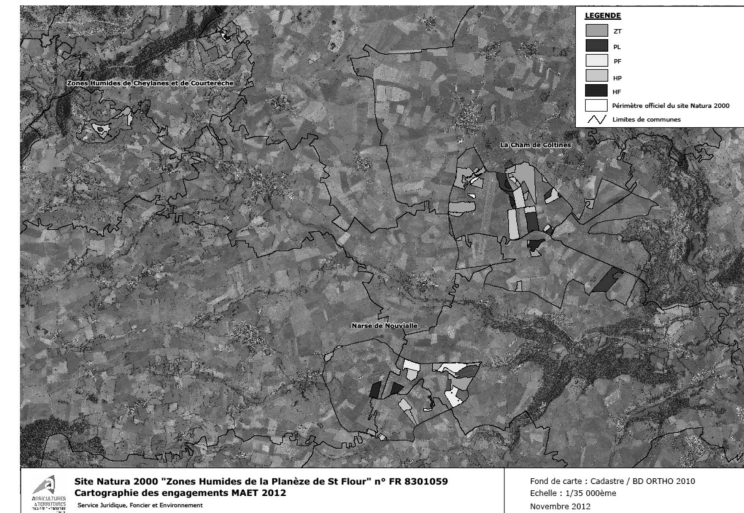 LEGENDE
ZT
PL
PF
HP
HF
Périmètre officiel du site Natura 2000
Limites de communes
Zones Humides de Cheylanes et de Courterèche
La Cham de Coltines
Narse de Nouvialle
AGRICULTURES
& TERRITOIRES
Site Natura 2000 "Zones Humides de la Planèze de St Flour" n° FR 8301059
Cartographie des engagements MAET 2012
Service Juridique, Foncier et Environnement
Fond de carte : Cadastre / BD ORTHO 2010
Echelle : 1/35 000ème
Novembre 2012